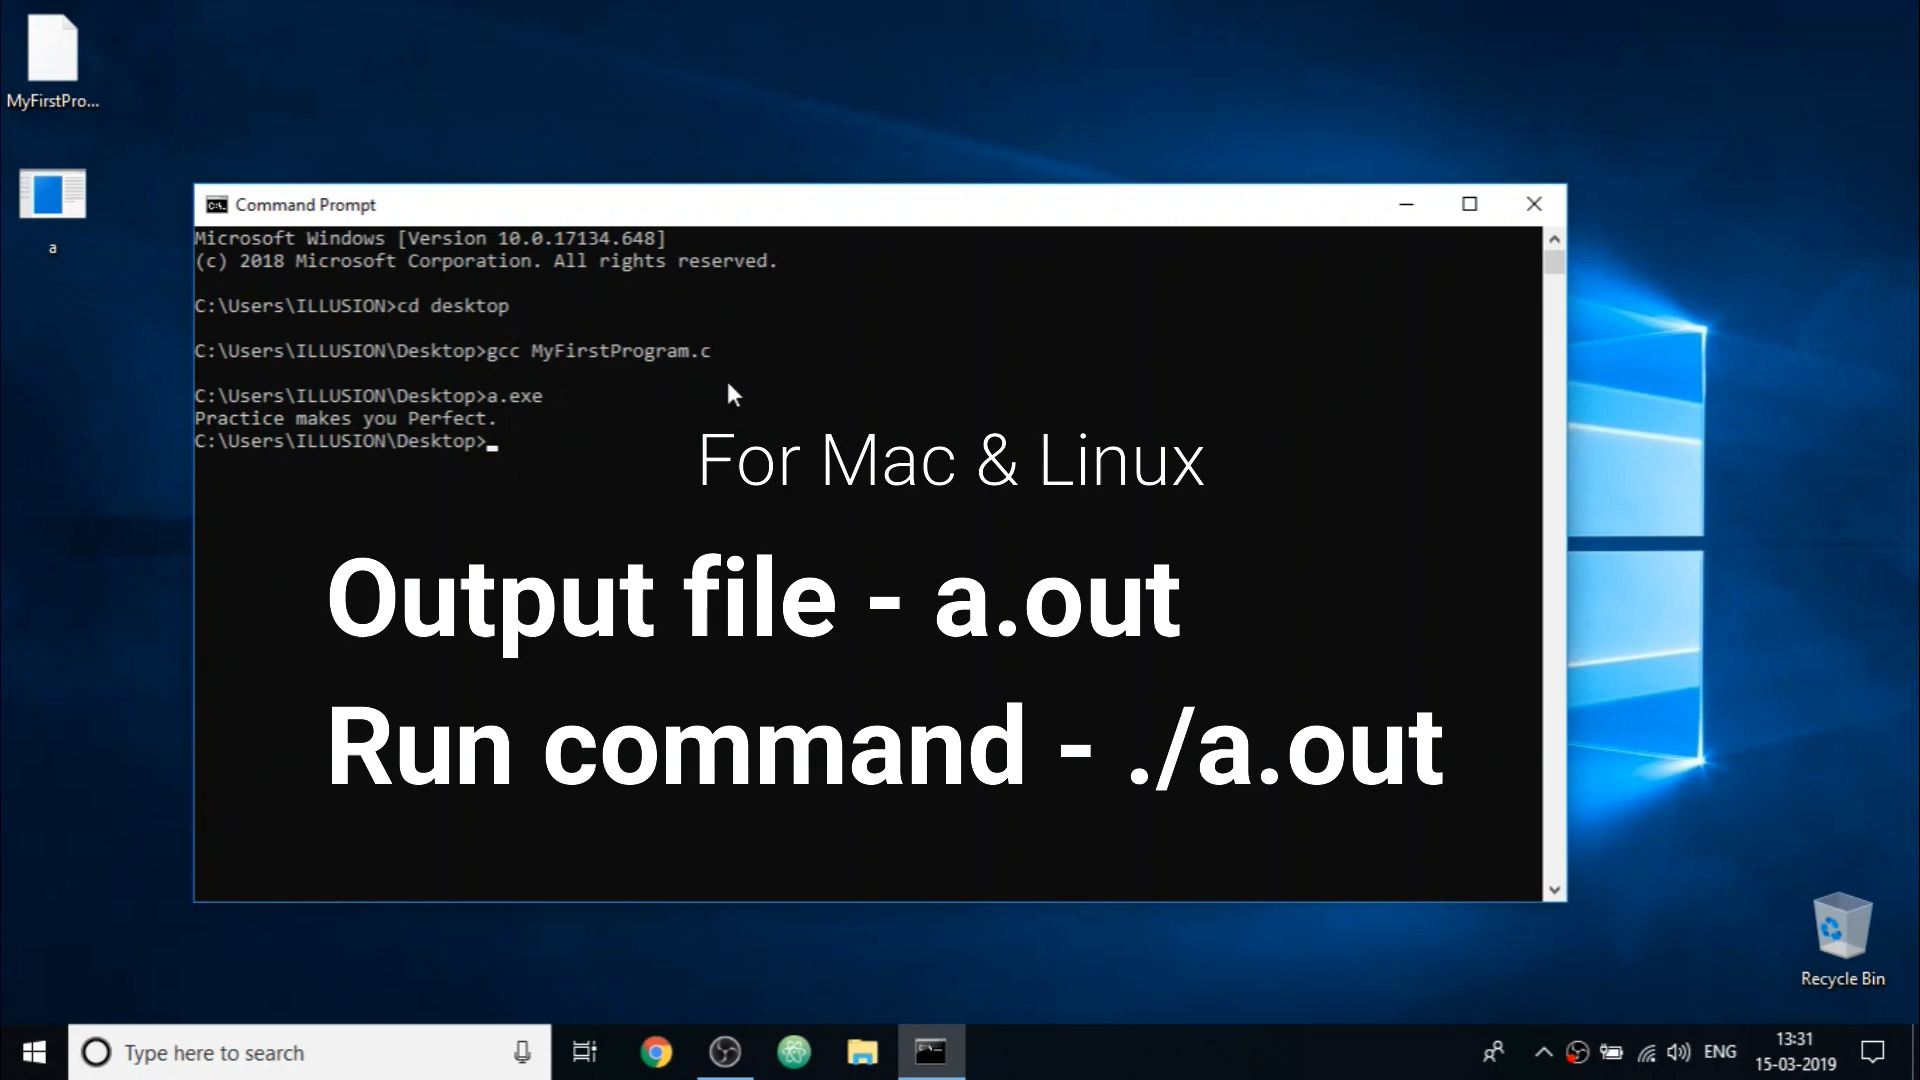 MyFirstPro...
a
Command Prompt
Microsoft Windows [Version 10.0.17134.648]
(c) 2018 Microsoft Corporation. All rights reserved.
C:\Users\ILLUSION>cd desktop
C:\Users\ILLUSION\Desktop>gcc MyFirstProgram.c
C:\Users\ILLUSION\Desktop>a.exe
Practice makes you Perfect.
C:\Users\ILLUSION\Desktop>
For Mac & Linux
Output file - a.out
Run command - ./a.out
Recycle Bin
Type here to search
ENG
13:31
15-03-2019